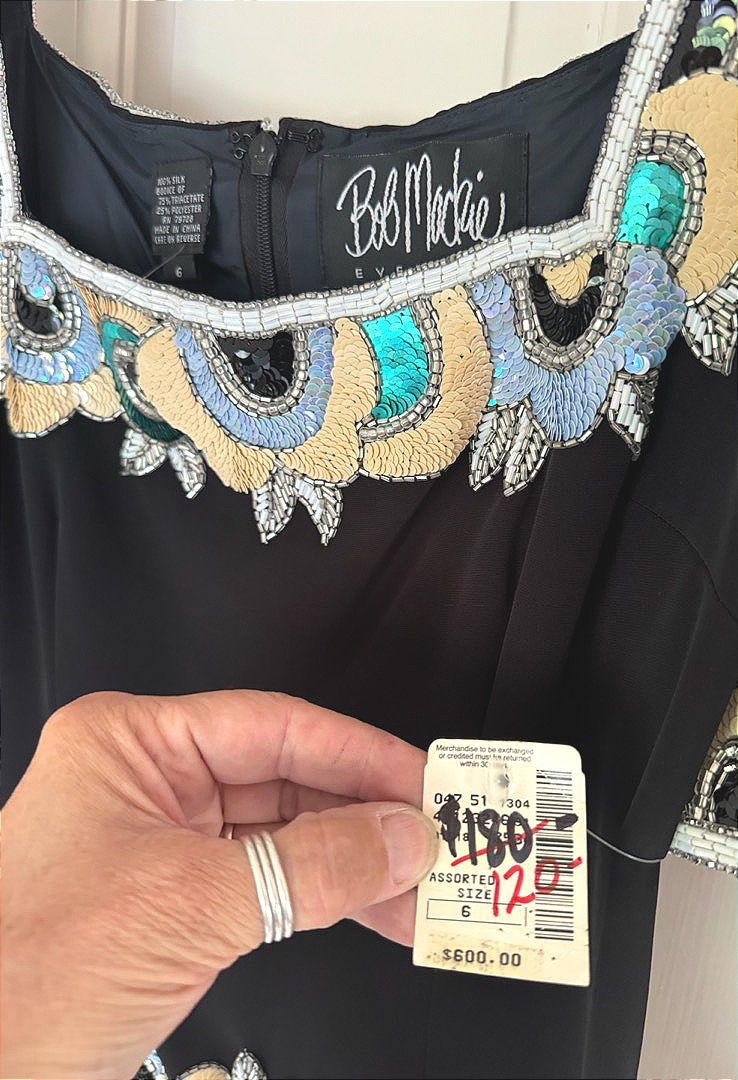 100% SILK
BODICE OF
75% TRIACETATE
25% POLYESTER
RN 79720
MADE IN CHINA
CARE ON REVERSE
6
Bob Mackie
EVE
Merchandise to be exchanged
or credited must be returned
within 30
047 51 7304
$180-
120-
ASSORTED
SIZE
6
$600.00